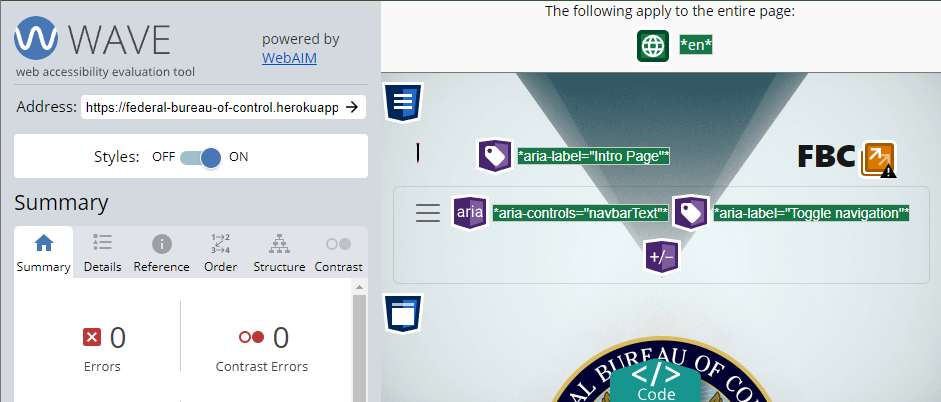 WAVE
web accessibility evaluation tool
powered by
WebAIM
Address: https://federal-bureau-of-control.herokuapp
Styles: OFF ON
Summary
Summary Details Reference Order Structure Contrast
0
Errors
0
Contrast Errors
The following apply to the entire page:
*en*
*aria-label="Intro Page"*
FBC
aria *aria-controls="navbarText"* *aria-label="Toggle navigation"*
+/-
AL BUREAU OF CO
</>
Code